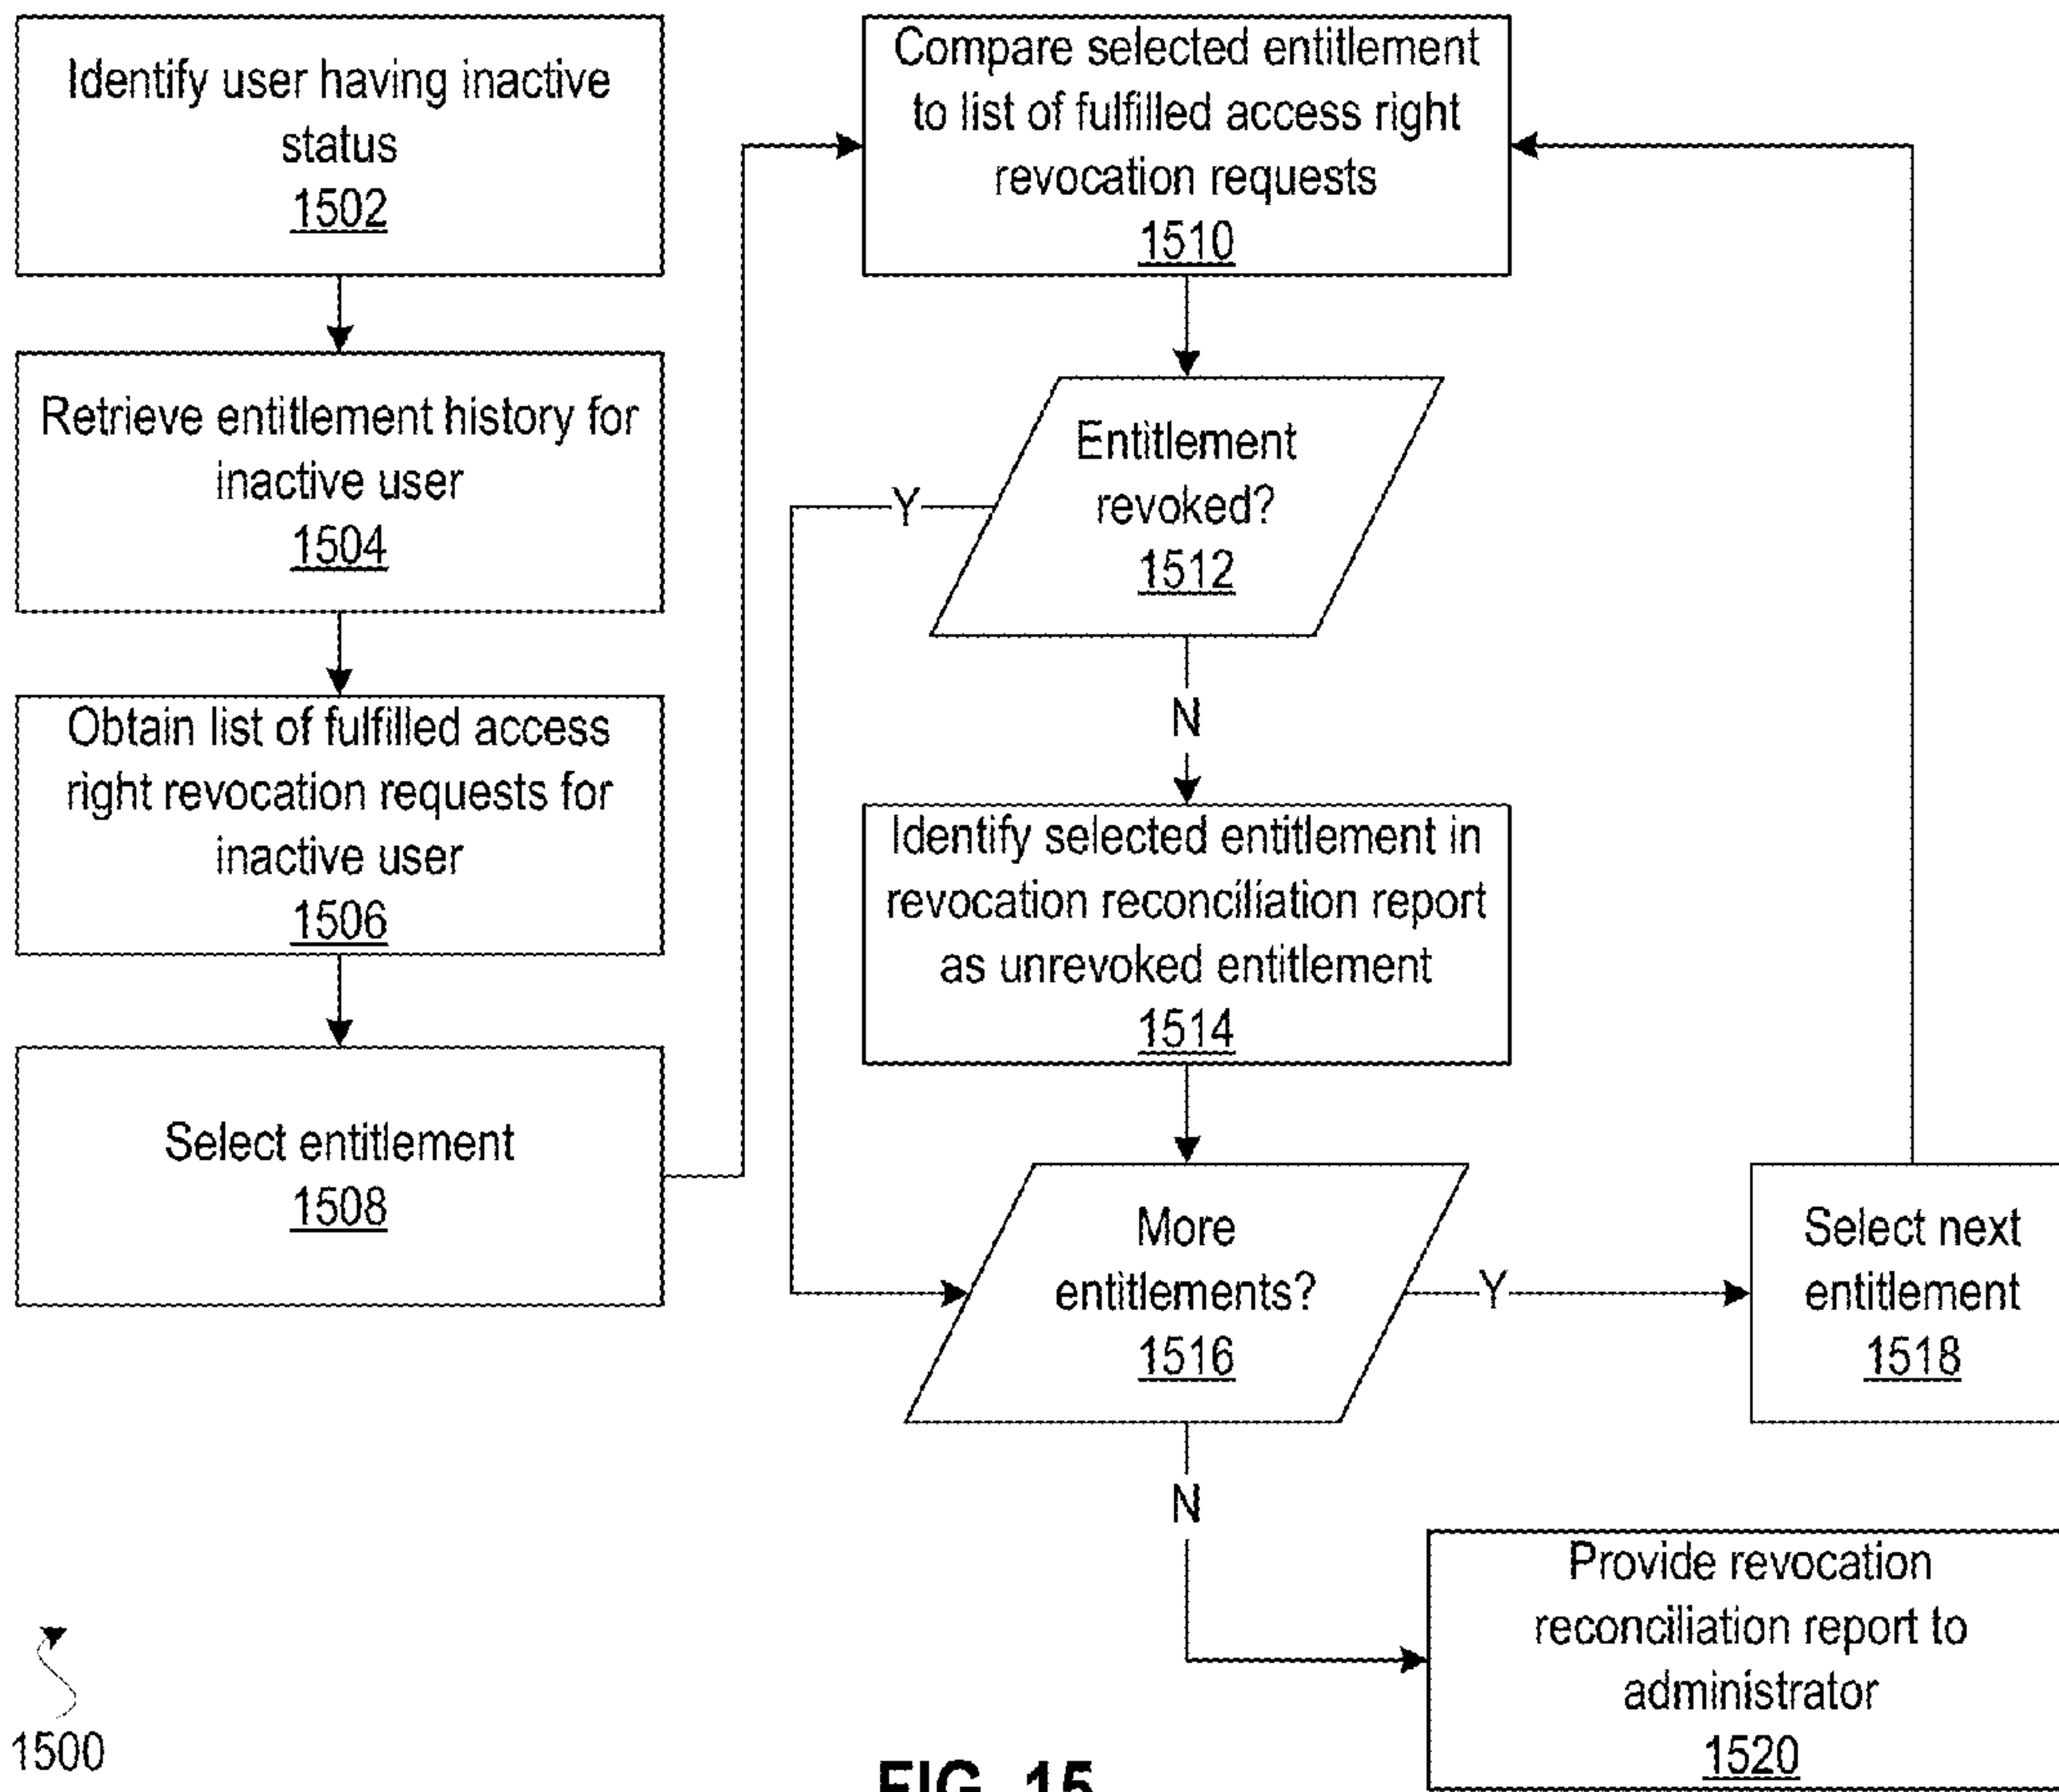 Identify user having inactive
status
1502
Retrieve entitlement history for
inactive user
1504
Obtain list of fulfilled access
right revocation requests for
inactive user
1506
Select entitlement
1508
Compare selected entitlement
to list of fulfilled access right
revocation requests
1510
Entitlement
revoked?
1512
Y
N
Identify selected entitlement in
revocation reconciliation report
as unrevoked entitlement
1514
More
entitlements?
1516
Y
Select next
entitlement
1518
N
Provide revocation
reconciliation report to
administrator
1520
1500
FIG. 15